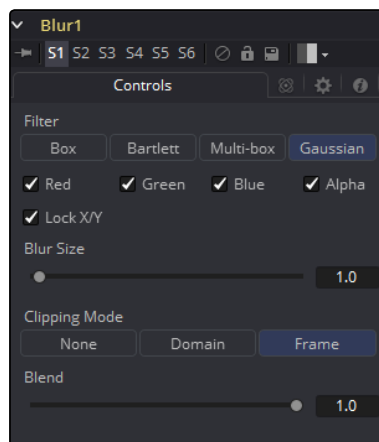 Blur1
S1 S2 S3 S4 S5 S6
Controls
Filter
Box Bartlett Multi-box Gaussian
Red Green Blue Alpha
Lock X/Y
Blur Size
1.0
Clipping Mode
None Domain Frame
Blend
1.0